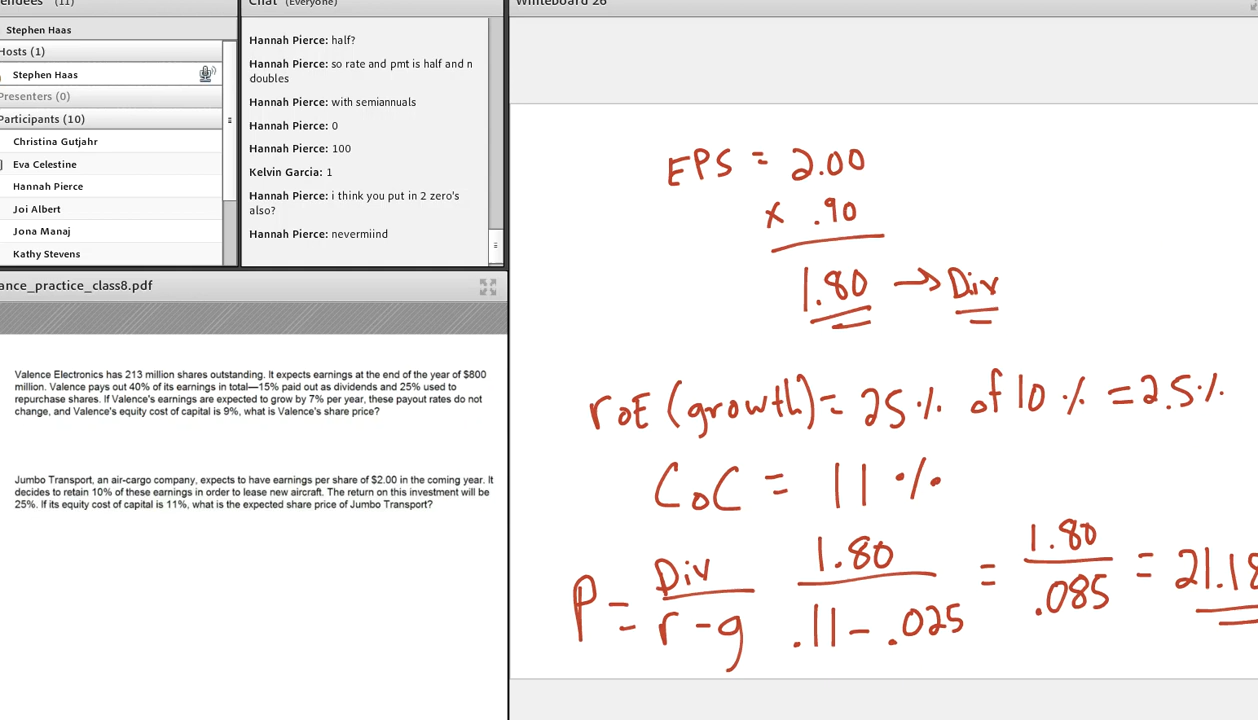 endees (11)
Stephen Haas
Hosts (1)
Stephen Haas
Presenters (0)
Participants (10)
Christina Gutjahr
Eva Celestine
Hannah Pierce
Joi Albert
Jona Manaj
Kathy Stevens
Chat (Everyone)
Hannah Pierce: half?
Hannah Pierce: so rate and pmt is half and n
doubles
Hannah Pierce: with semiannuals
Hannah Pierce: 0
Hannah Pierce: 100
Kelvin Garcia: 1
Hannah Pierce: i think you put in 2 zero's
also?
Hannah Pierce: nevermiind
ance_practice_class8.pdf
Valence Electronics has 213 million shares outstanding. It expects earnings at the end of the year of $800
million. Valence pays out 40% of its earnings in total—15% paid out as dividends and 25% used to
repurchase shares. If Valence's earnings are expected to grow by 7% per year, these payout rates do not
change, and Valence's equity cost of capital is 9%, what is Valence's share price?
Jumbo Transport, an air-cargo company, expects to have earnings per share of $2.00 in the coming year. It
decides to retain 10% of these earnings in order to lease new aircraft. The return on this investment will be
25%. If its equity cost of capital is 11%, what is the expected share price of Jumbo Transport?
Whiteboard 26
EPS = 2.00
x .90
1.80 → Div
roE (growth) = 25% of 10% = 2.5%
CoC = 11%
P = Div / r - g 1.80 / .11 - .025 = 1.80 / .085 = 21.18